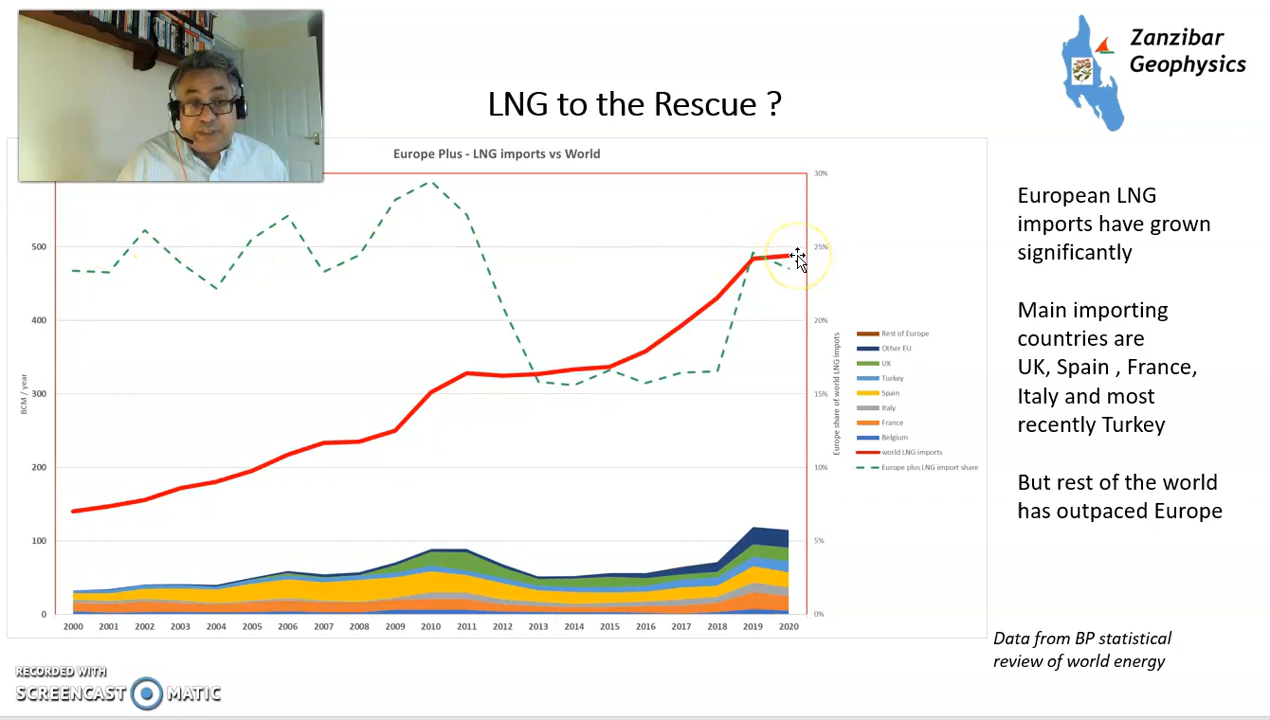 Zanzibar
Geophysics
LNG to the Rescue ?
Europe Plus - LNG imports vs World
30%
500
25%
400
20%
300
15%
200
10%
100
5%
0
0%
BCM / year
Europe share of world LNG impots
2000 2001 2002 2003 2004 2005 2006 2007 2008 2009 2010 2011 2012 2013 2014 2015 2016 2017 2018 2019 2020
Rest of Europe
Other EU
UK
Turkey
Spain
Italy
France
Belgium
world LNG imports
Europe plus LNG import share
European LNG
imports have grown
significantly
Main importing
countries are
UK, Spain , France,
Italy and most
recently Turkey
But rest of the world
has outpaced Europe
Data from BP statistical
review of world energy
RECORDED WITH
SCREENCAST MATIC